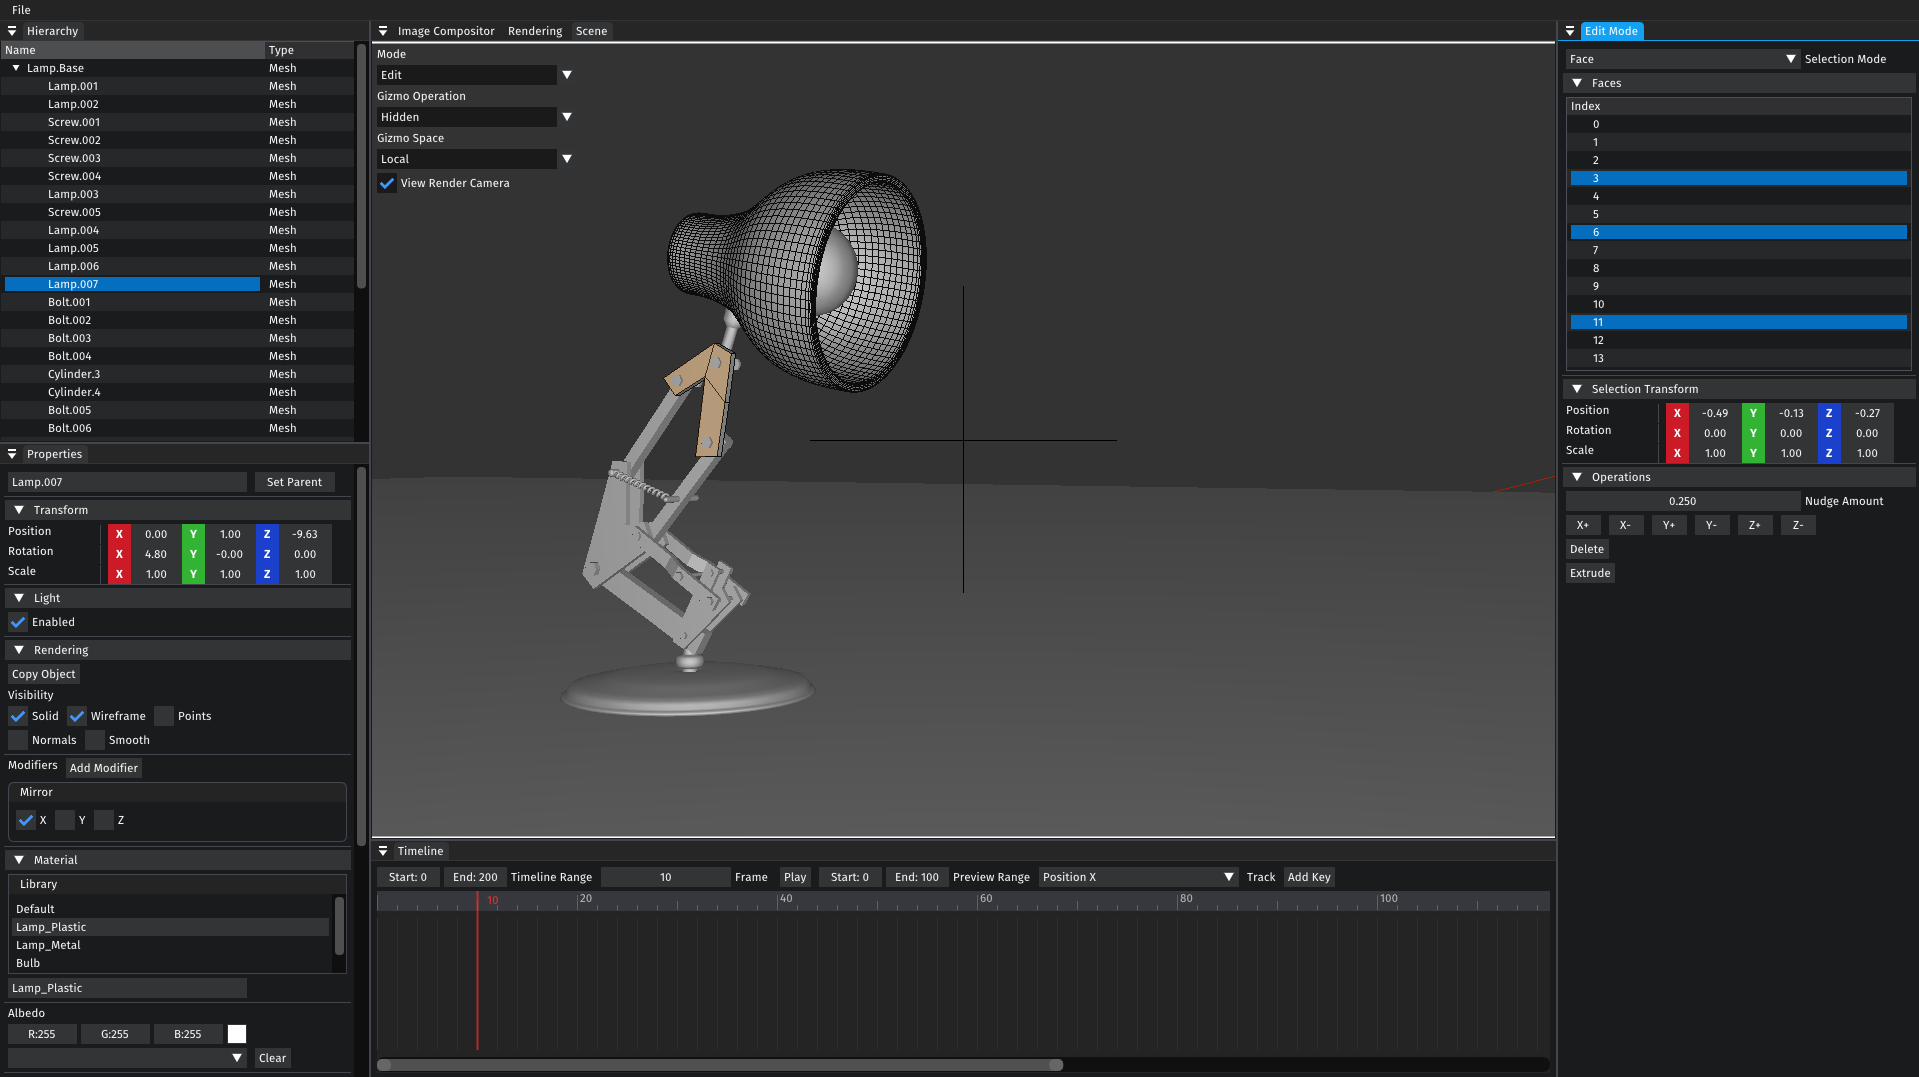 File
Hierarchy
Name Type
Lamp.Base Mesh
Lamp.001 Mesh
Lamp.002 Mesh
Screw.001 Mesh
Screw.002 Mesh
Screw.003 Mesh
Screw.004 Mesh
Lamp.003 Mesh
Screw.005 Mesh
Lamp.004 Mesh
Lamp.005 Mesh
Lamp.006 Mesh
Lamp.007 Mesh
Bolt.001 Mesh
Bolt.002 Mesh
Bolt.003 Mesh
Bolt.004 Mesh
Cylinder.3 Mesh
Cylinder.4 Mesh
Bolt.005 Mesh
Bolt.006 Mesh
Properties
Lamp.007 Set Parent
Transform
Position X 0.00 Y 1.00 Z -9.63
Rotation X 4.80 Y -0.00 Z 0.00
Scale X 1.00 Y 1.00 Z 1.00
Light
Enabled
Rendering
Copy Object
Visibility
Solid Wireframe Points
Normals Smooth
Modifiers Add Modifier
Mirror
X Y Z
Material
Library
Default
Lamp_Plastic
Lamp_Metal
Bulb
Lamp_Plastic
Albedo
R:255 G:255 B:255
Clear
Image Compositor Rendering Scene
Mode
Edit
Gizmo Operation
Hidden
Gizmo Space
Local
View Render Camera
Timeline
Start: 0 End: 200 Timeline Range 10 Frame Play Start: 0 End: 100 Preview Range Position X Track Add Key
10 20 40 60 80 100
Edit Mode
Face Selection Mode
Faces
Index
0
1
2
3
4
5
6
7
8
9
10
11
12
13
Selection Transform
Position X -0.49 Y -0.13 Z -0.27
Rotation X 0.00 Y 0.00 Z 0.00
Scale X 1.00 Y 1.00 Z 1.00
Operations
0.250 Nudge Amount
X+ X- Y+ Y- Z+ Z-
Delete
Extrude